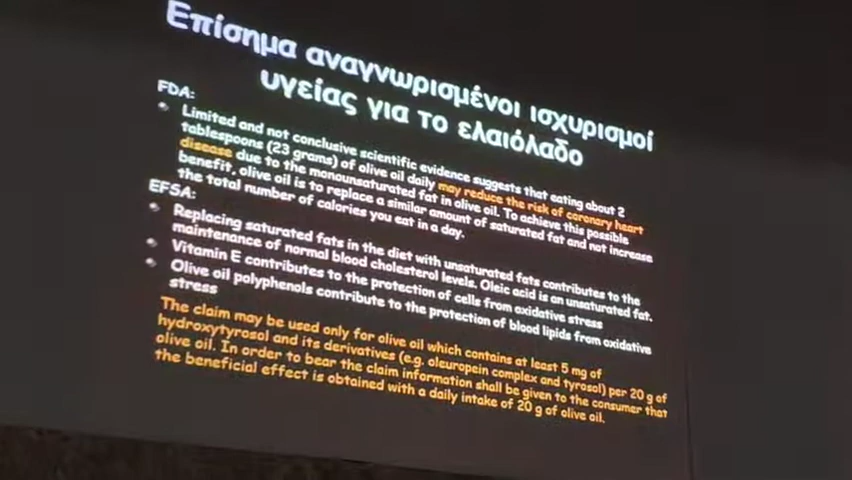 Επίσημα αναγνωρισμένοι ισχυρισμοί
υγείας για το ελαιόλαδο
FDA:
Limited and not conclusive scientific evidence suggests that eating about 2
tablespoons (23 grams) of olive oil daily may reduce the risk of coronary heart
disease due to the monounsaturated fat in olive oil. To achieve this possible
benefit, olive oil is to replace a similar amount of saturated fat and not increase
the total number of calories you eat in a day.
EFSA:
Replacing saturated fats in the diet with unsaturated fats contributes to the
maintenance of normal blood cholesterol levels. Oleic acid is an unsaturated fat.
Vitamin E contributes to the protection of cells from oxidative stress
Olive oil polyphenols contribute to the protection of blood lipids from oxidative
stress
The claim may be used only for olive oil which contains at least 5 mg of
hydroxytyrosol and its derivatives (e.g. oleuropein complex and tyrosol) per 20 g of
olive oil. In order to bear the claim information shall be given to the consumer that
the beneficial effect is obtained with a daily intake of 20 g of olive oil.